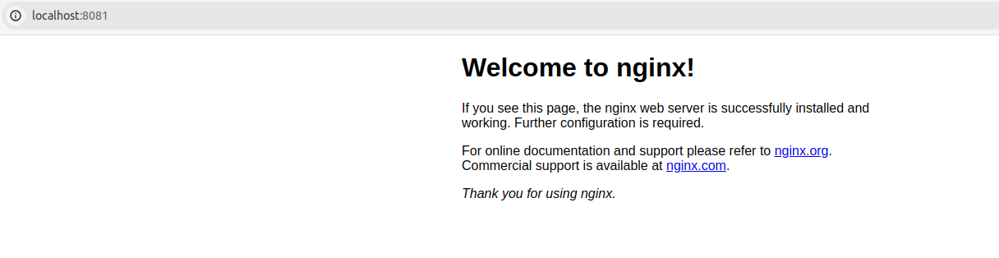 localhost:8081
Welcome to nginx!
If you see this page, the nginx web server is successfully installed and
working. Further configuration is required.
For online documentation and support please refer to nginx.org.
Commercial support is available at nginx.com.
Thank you for using nginx.